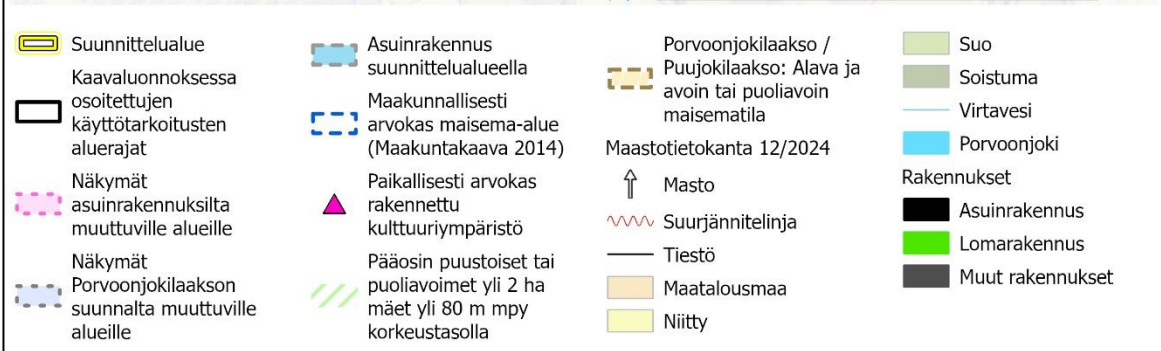 Suunnittelualue
Kaavaluonnoksessa
osoitettujen
käyttötarkoitusten
aluerajat
Näkymät
asuinrakennuksilta
muuttuville alueille
Näkymät
Porvoonjokilaakson
suunnalta muuttuville
alueille
Asuinrakennus
suunnittelualueella
Maakunnallisesti
arvokas maisema-alue
(Maakuntakaava 2014)
Paikallisesti arvokas
rakennettu
kulttuuriympäristö
Pääosin puustoiset tai
puoliavoimet yli 2 ha
mäet yli 80 m mpy
korkeustasolla
Porvoonjokilaakso /
Puujokilaakso: Alava ja
avoin tai puoliavoin
maisematila
Maastotietokanta 12/2024
Masto
Suurjännitelinja
Tiestö
Maatalousmaa
Niitty
Suo
Soistuma
Virtavesi
Porvoonjoki
Rakennukset
Asuinrakennus
Lomarakennus
Muut rakennukset